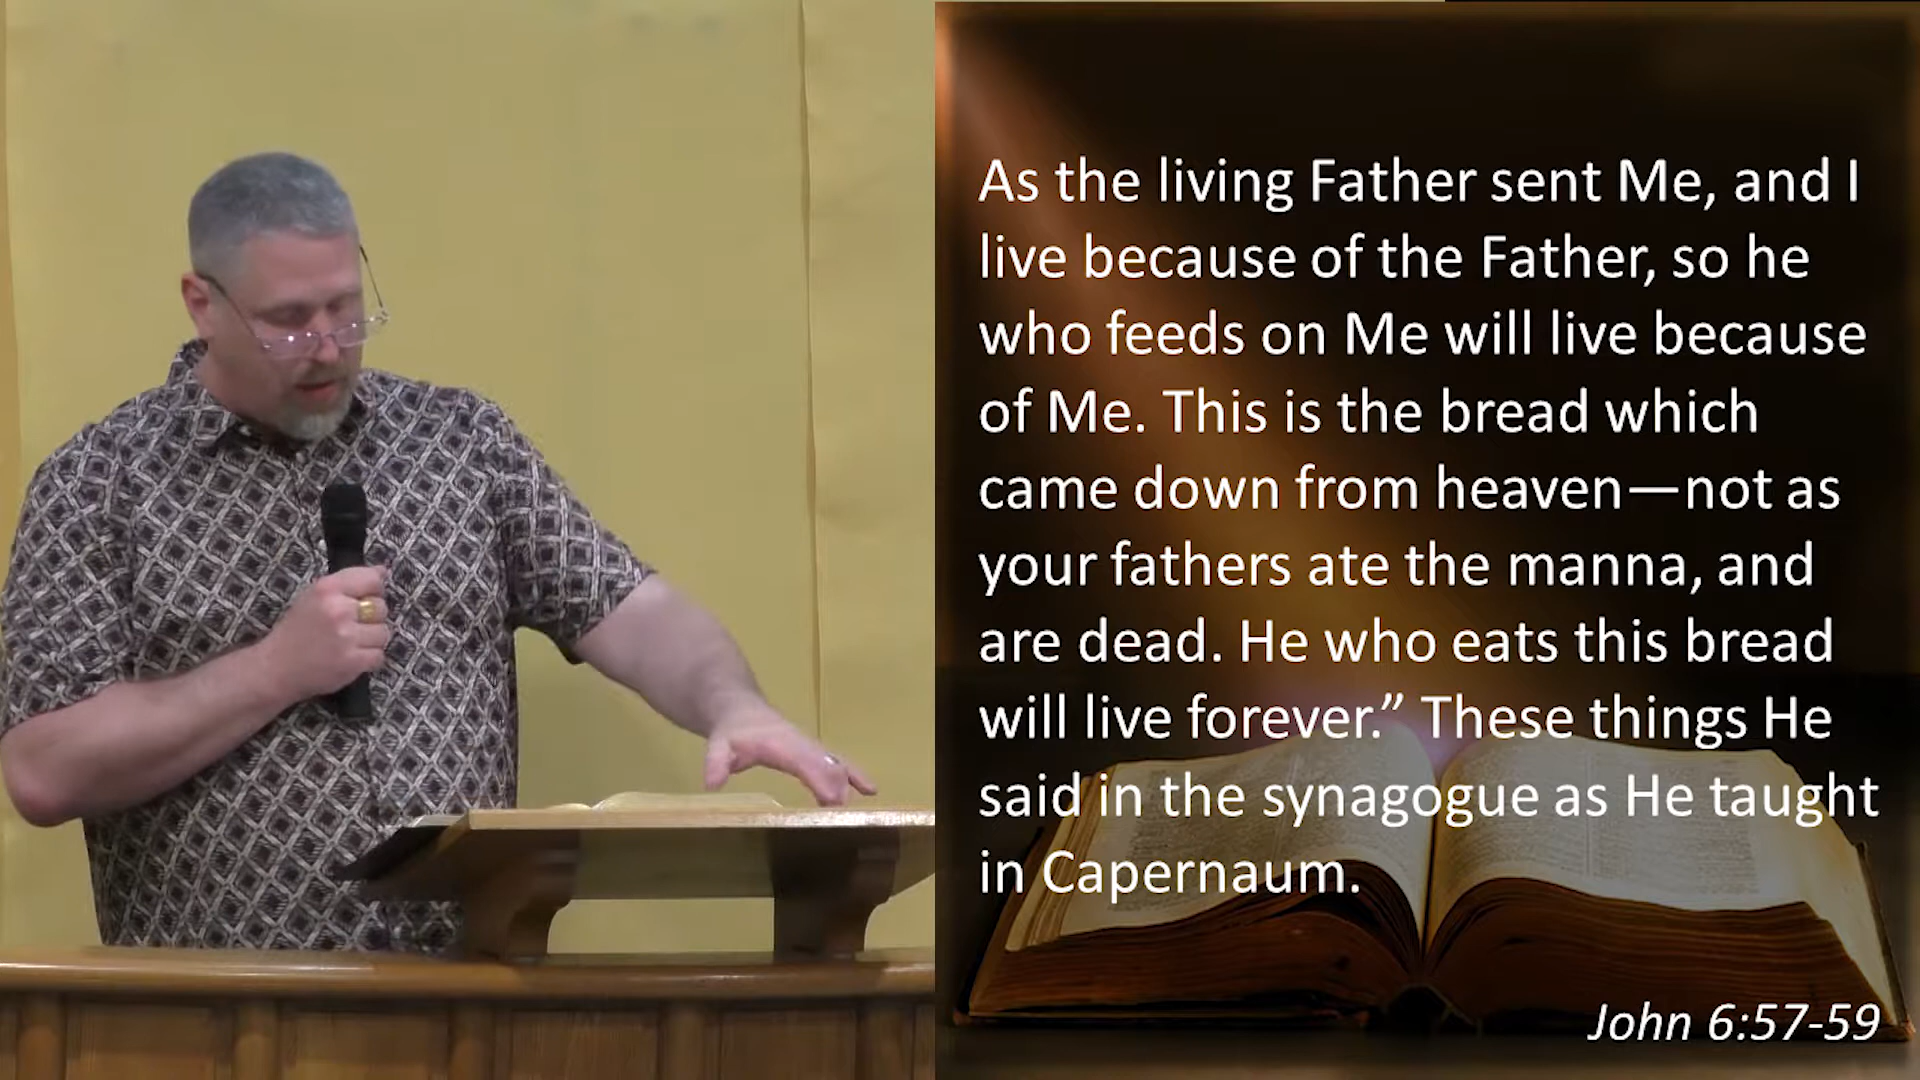 As the living Father sent Me, and I
live because of the Father, so he
who feeds on Me will live because
of Me. This is the bread which
came down from heaven—not as
your fathers ate the manna, and
are dead. He who eats this bread
will live forever.” These things He
said in the synagogue as He taught
in Capernaum.
John 6:57-59